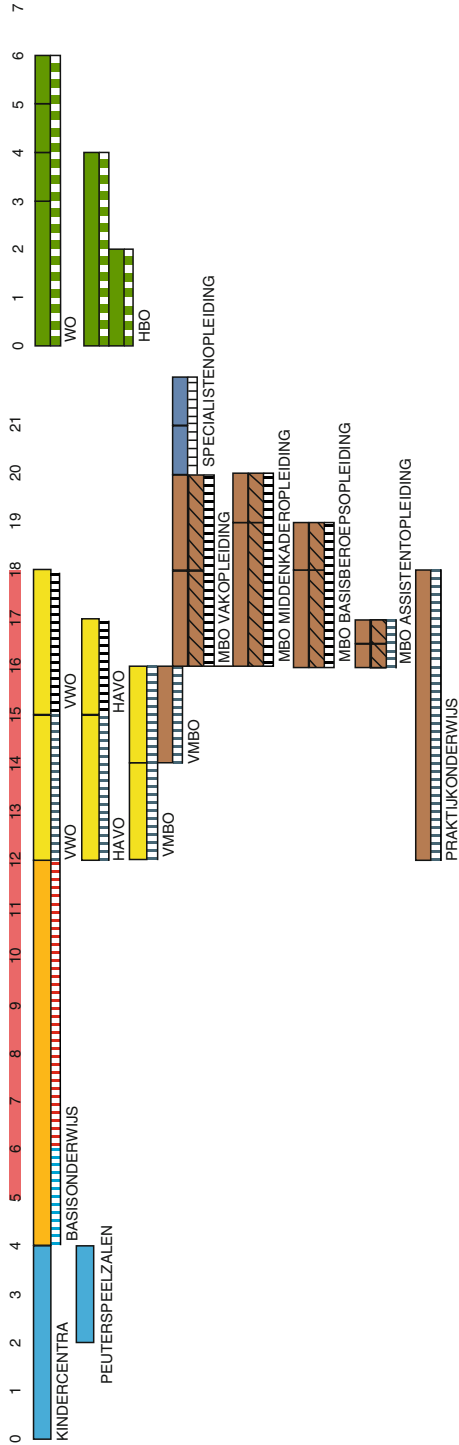 0 1 2 3 4 5 6 7 8 9 10 11 12 13 14 15 16 17 18 19 20 21 0 1 2 3 4 5 6 7
KINDERCENTRA
BASISONDERWIJS
VWO
VWO
WO
PEUTERSPEELZALEN
HAVO
HAVO
HBO
VMBO
VMBO
SPECIALISTENOPLEIDING
MBO VAKOPLEIDING
MBO MIDDENKADEROPLEIDING
MBO BASISBEROEPSOPLEIDING
MBO ASSISTENTOPLEIDING
PRAKTIJKONDERWIJS